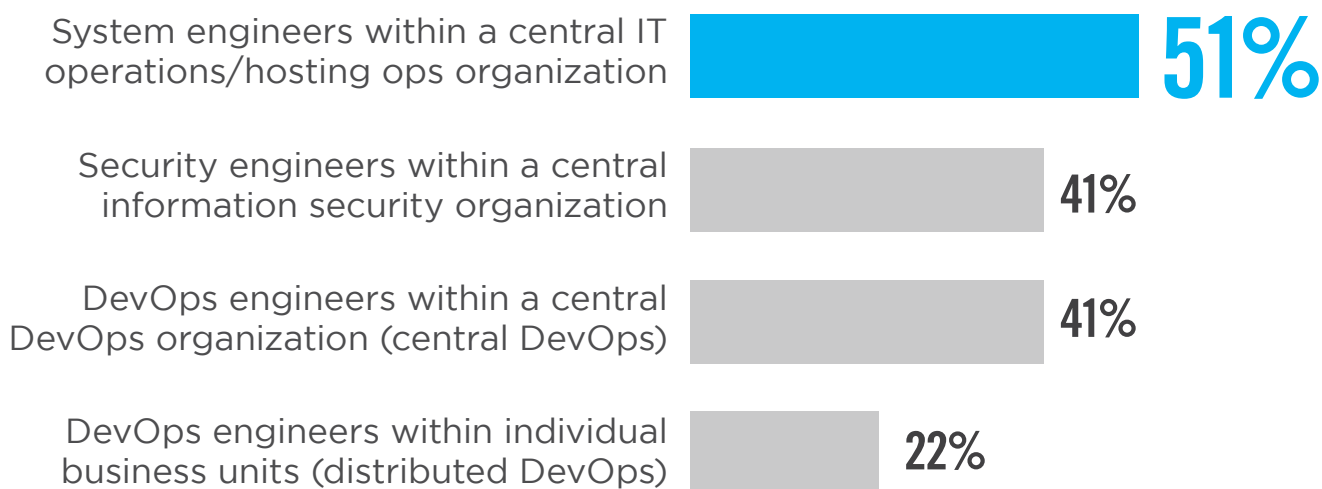 System engineers within a central IT
operations/hosting ops organization
51%
Security engineers within a central
information security organization
41%
DevOps engineers within a central
DevOps organization (central DevOps)
41%
DevOps engineers within individual
business units (distributed DevOps)
22%